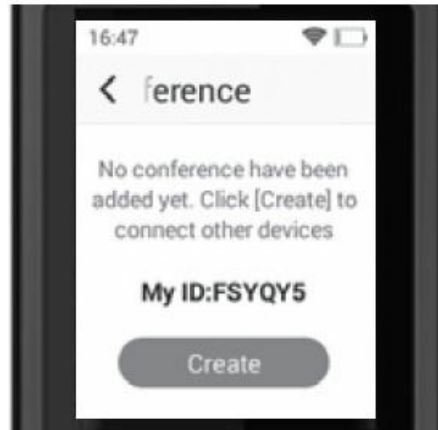 16:47
ference
No conference have been
added yet. Click [Create] to
connect other devices
My ID:FSYQY5
Create